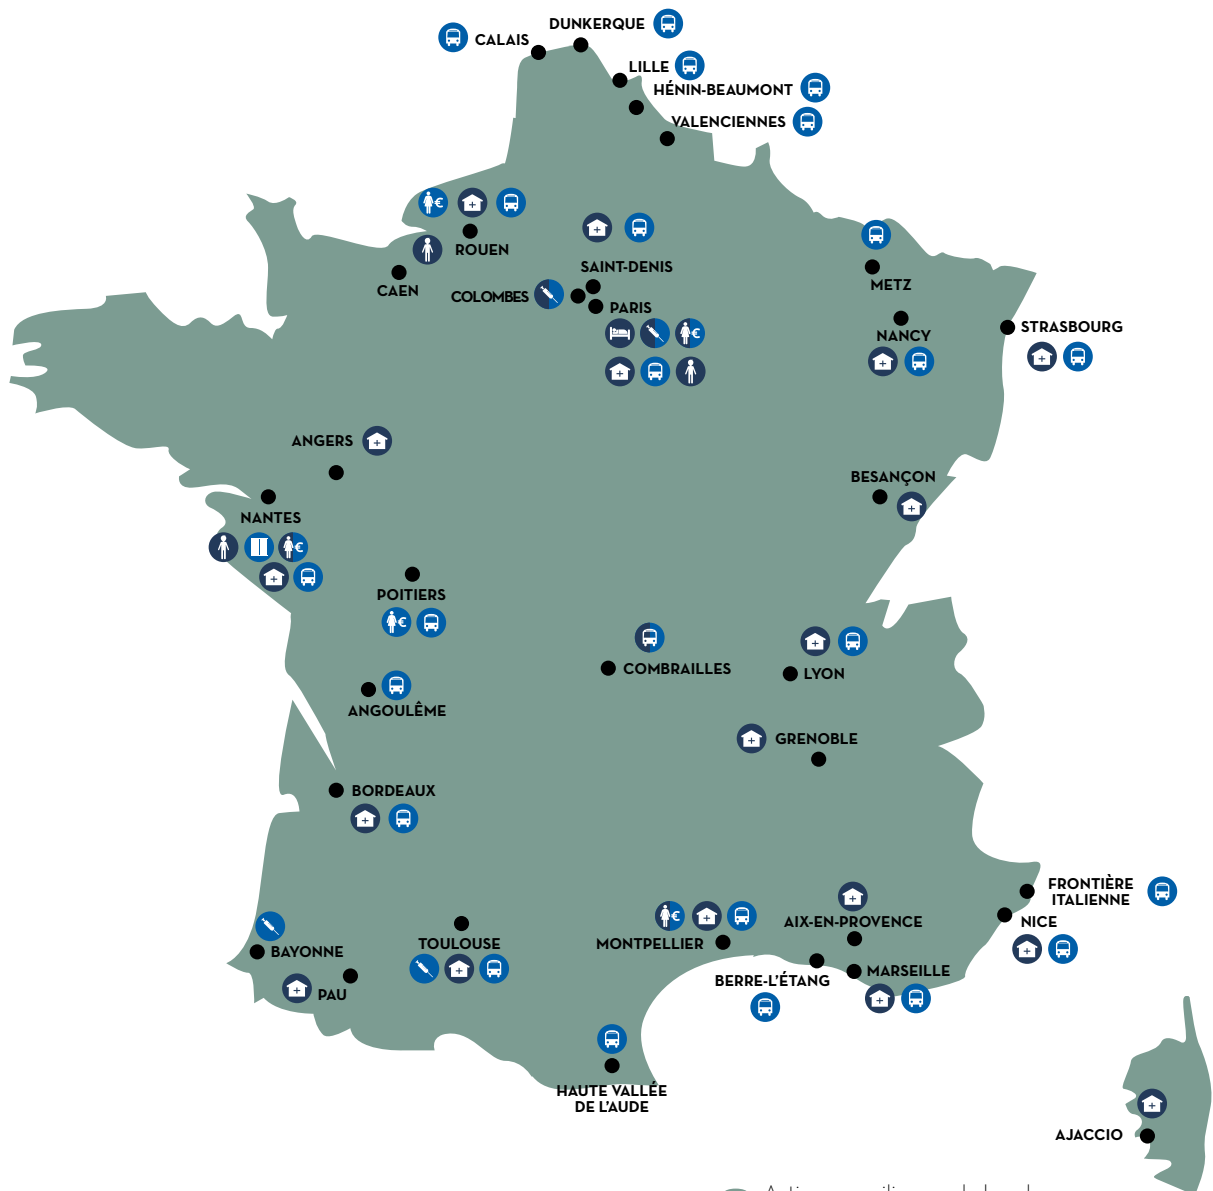 DUNKERQUE
CALAIS
LILLE
HÉNIN-BEAUMONT
VALENCIENNES
€
ROUEN
CAEN
SAINT-DENIS
COLOMBES
PARIS
€
METZ
NANCY
STRASBOURG
ANGERS
BESANÇON
NANTES
€
POITIERS
€
COMBRAILLES
LYON
ANGOULÊME
GRENOBLE
BORDEAUX
FRONTIÈRE
ITALIENNE
NICE
€
AIX-EN-PROVENCE
MONTPELLIER
TOULOUSE
BAYONNE
PAU
MARSEILLE
BERRE-L'ÉTANG
HAUTE VALLÉE
DE L'AUDE
AJACCIO